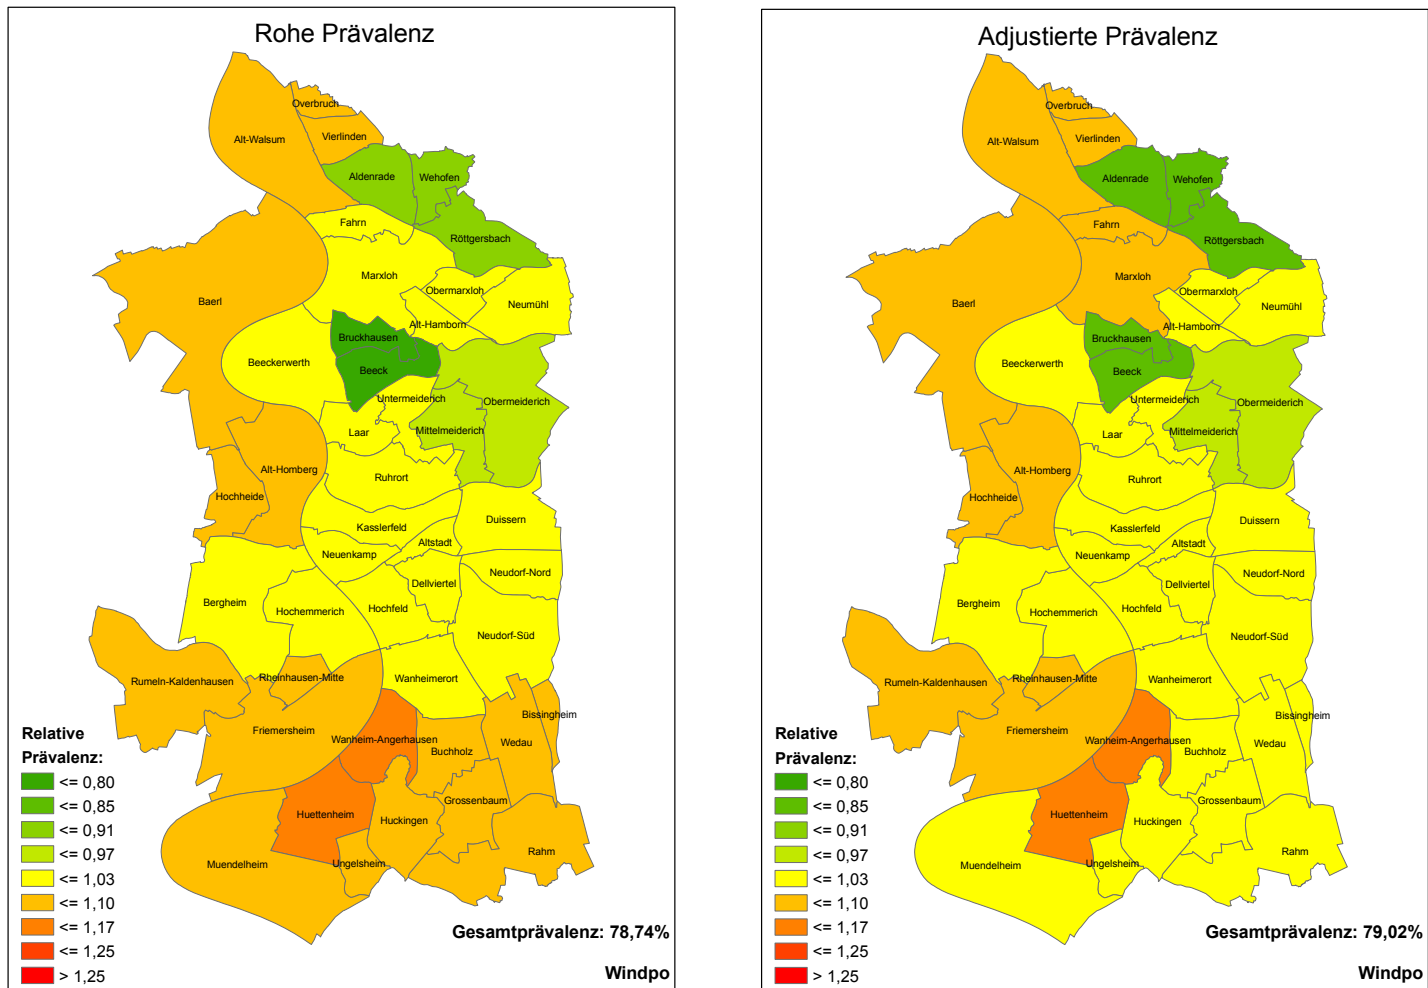 Rohe Prävalenz
Overbruch
Alt-Walsum
Vierlinden
Aldenrade
Wehofen
Fahrn
Röttgersbach
Marxloh
Obermarxloh
Baerl
Neumühl
Alt-Hamborn
Bruckhausen
Beeckerwerth
Beeck
Untermeiderich
Obermeiderich
Laar
Mittelmeiderich
Alt-Homberg
Ruhrort
Hochheide
Kasslerfeld
Duissern
Altstadt
Neuenkamp
Neudorf-Nord
Dellviertel
Bergheim
Hochemmerich
Hochfeld
Neudorf-Süd
Rheinhausen-Mitte
Wanheimerort
Rumeln-Kaldenhausen
Bissingheim
Friemersheim
Wanheim-Angerhausen
Wedau
Buchholz
Grossenbaum
Huettenheim
Huckingen
Rahm
Muendelheim
Ungelsheim
Relative
Prävalenz:
<= 0,80
<= 0,85
<= 0,91
<= 0,97
<= 1,03
<= 1,10
<= 1,17
<= 1,25
> 1,25
Gesamtprävalenz: 78,74%
Windpo
Adjustierte Prävalenz
Overbruch
Alt-Walsum
Vierlinden
Aldenrade
Wehofen
Fahrn
Röttgersbach
Marxloh
Obermarxloh
Baerl
Neumühl
Alt-Hamborn
Bruckhausen
Beeckerwerth
Beeck
Untermeiderich
Obermeiderich
Laar
Mittelmeiderich
Alt-Homberg
Ruhrort
Hochheide
Kasslerfeld
Duissern
Altstadt
Neuenkamp
Neudorf-Nord
Dellviertel
Bergheim
Hochemmerich
Hochfeld
Neudorf-Süd
Rheinhausen-Mitte
Wanheimerort
Rumeln-Kaldenhausen
Bissingheim
Friemersheim
Wanheim-Angerhausen
Wedau
Buchholz
Grossenbaum
Huettenheim
Huckingen
Rahm
Muendelheim
Ungelsheim
Relative
Prävalenz:
<= 0,80
<= 0,85
<= 0,91
<= 0,97
<= 1,03
<= 1,10
<= 1,17
<= 1,25
> 1,25
Gesamtprävalenz: 79,02%
Windpo